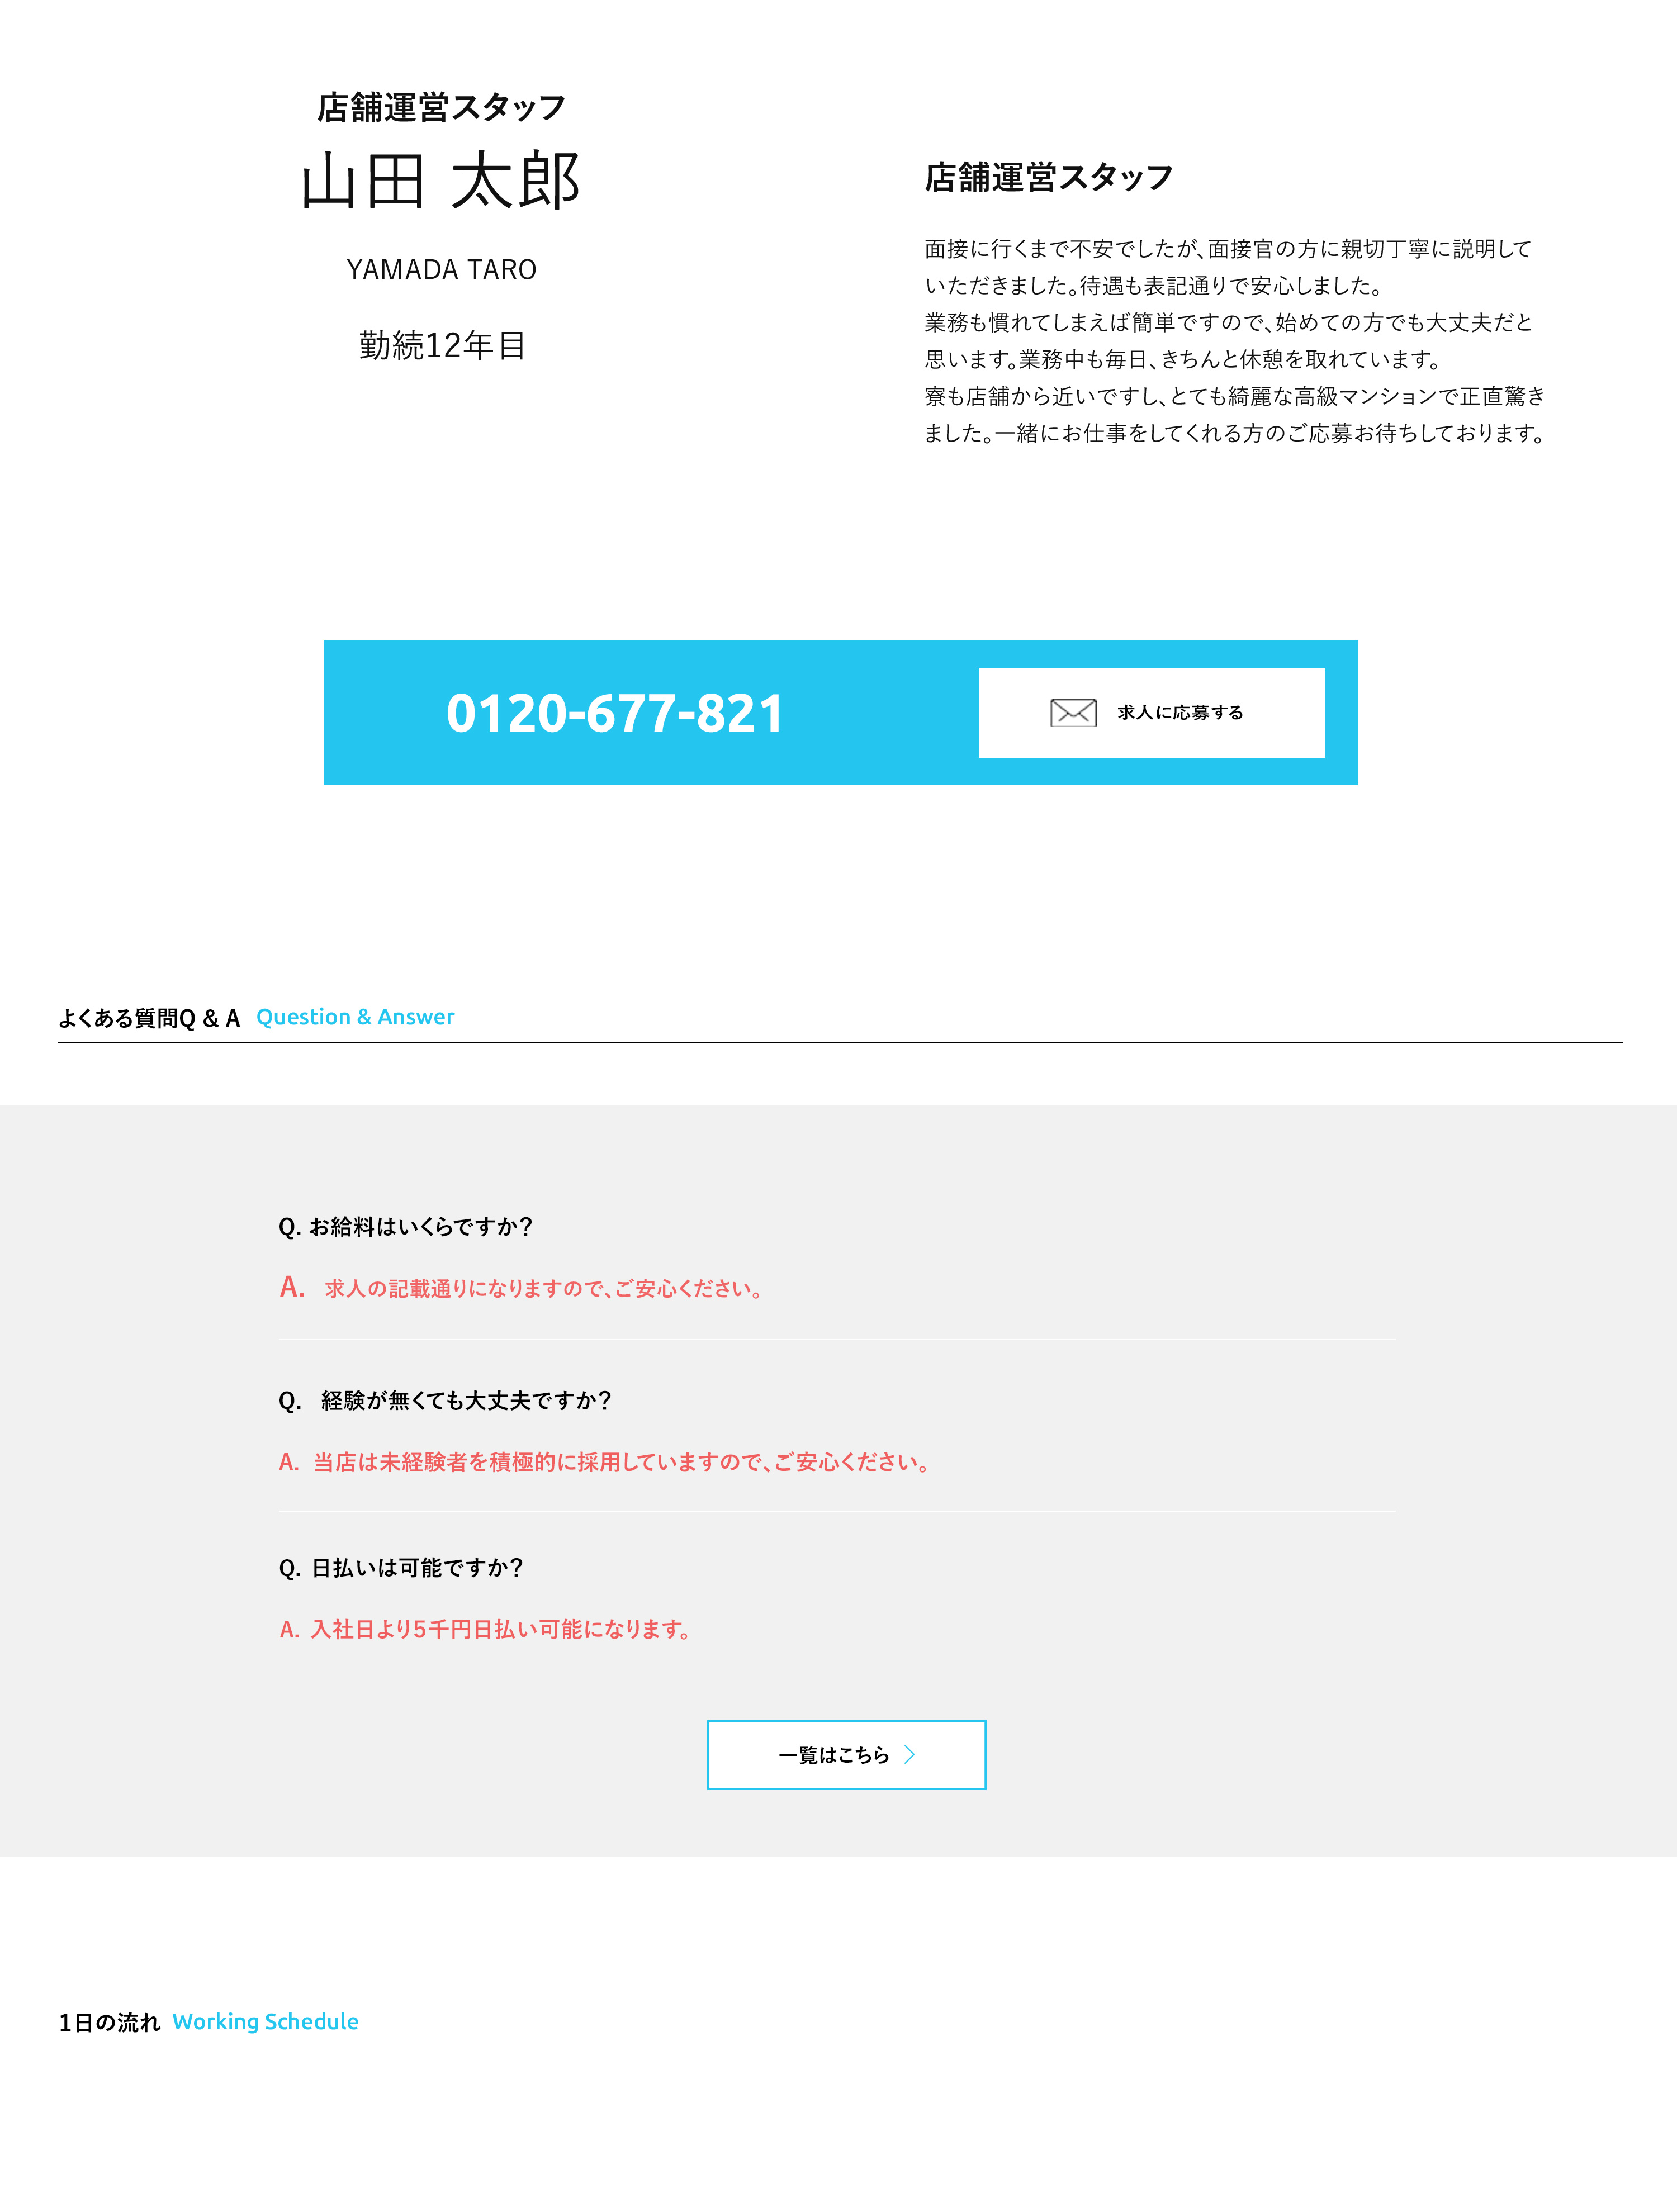 店舗運営スタッフ
山田 太郎
YAMADA TARO
勤続12年目
店舗運営スタッフ
面接に行くまで不安でしたが、面接官の方に親切丁寧に説明して
いただきました。待遇も表記通りで安心しました。
業務も慣れてしまえば簡単ですので、始めての方でも大丈夫だと
思います。業務中も毎日、きちんと休憩を取れています。
寮も店舗から近いですし、とても綺麗な高級マンションで正直驚き
ました。一緒にお仕事をしてくれる方のご応募お待ちしております。
0120-677-821
求人に応募する
よくある質問Q & A Question & Answer
Q. お給料はいくらですか？
A. 求人の記載通りになりますので、ご安心ください。
Q. 経験が無くても大丈夫ですか？
A. 当店は未経験者を積極的に採用していますので、ご安心ください。
Q. 日払いは可能ですか？
A. 入社日より5千円日払い可能になります。
一覧はこちら
1日の流れ Working Schedule